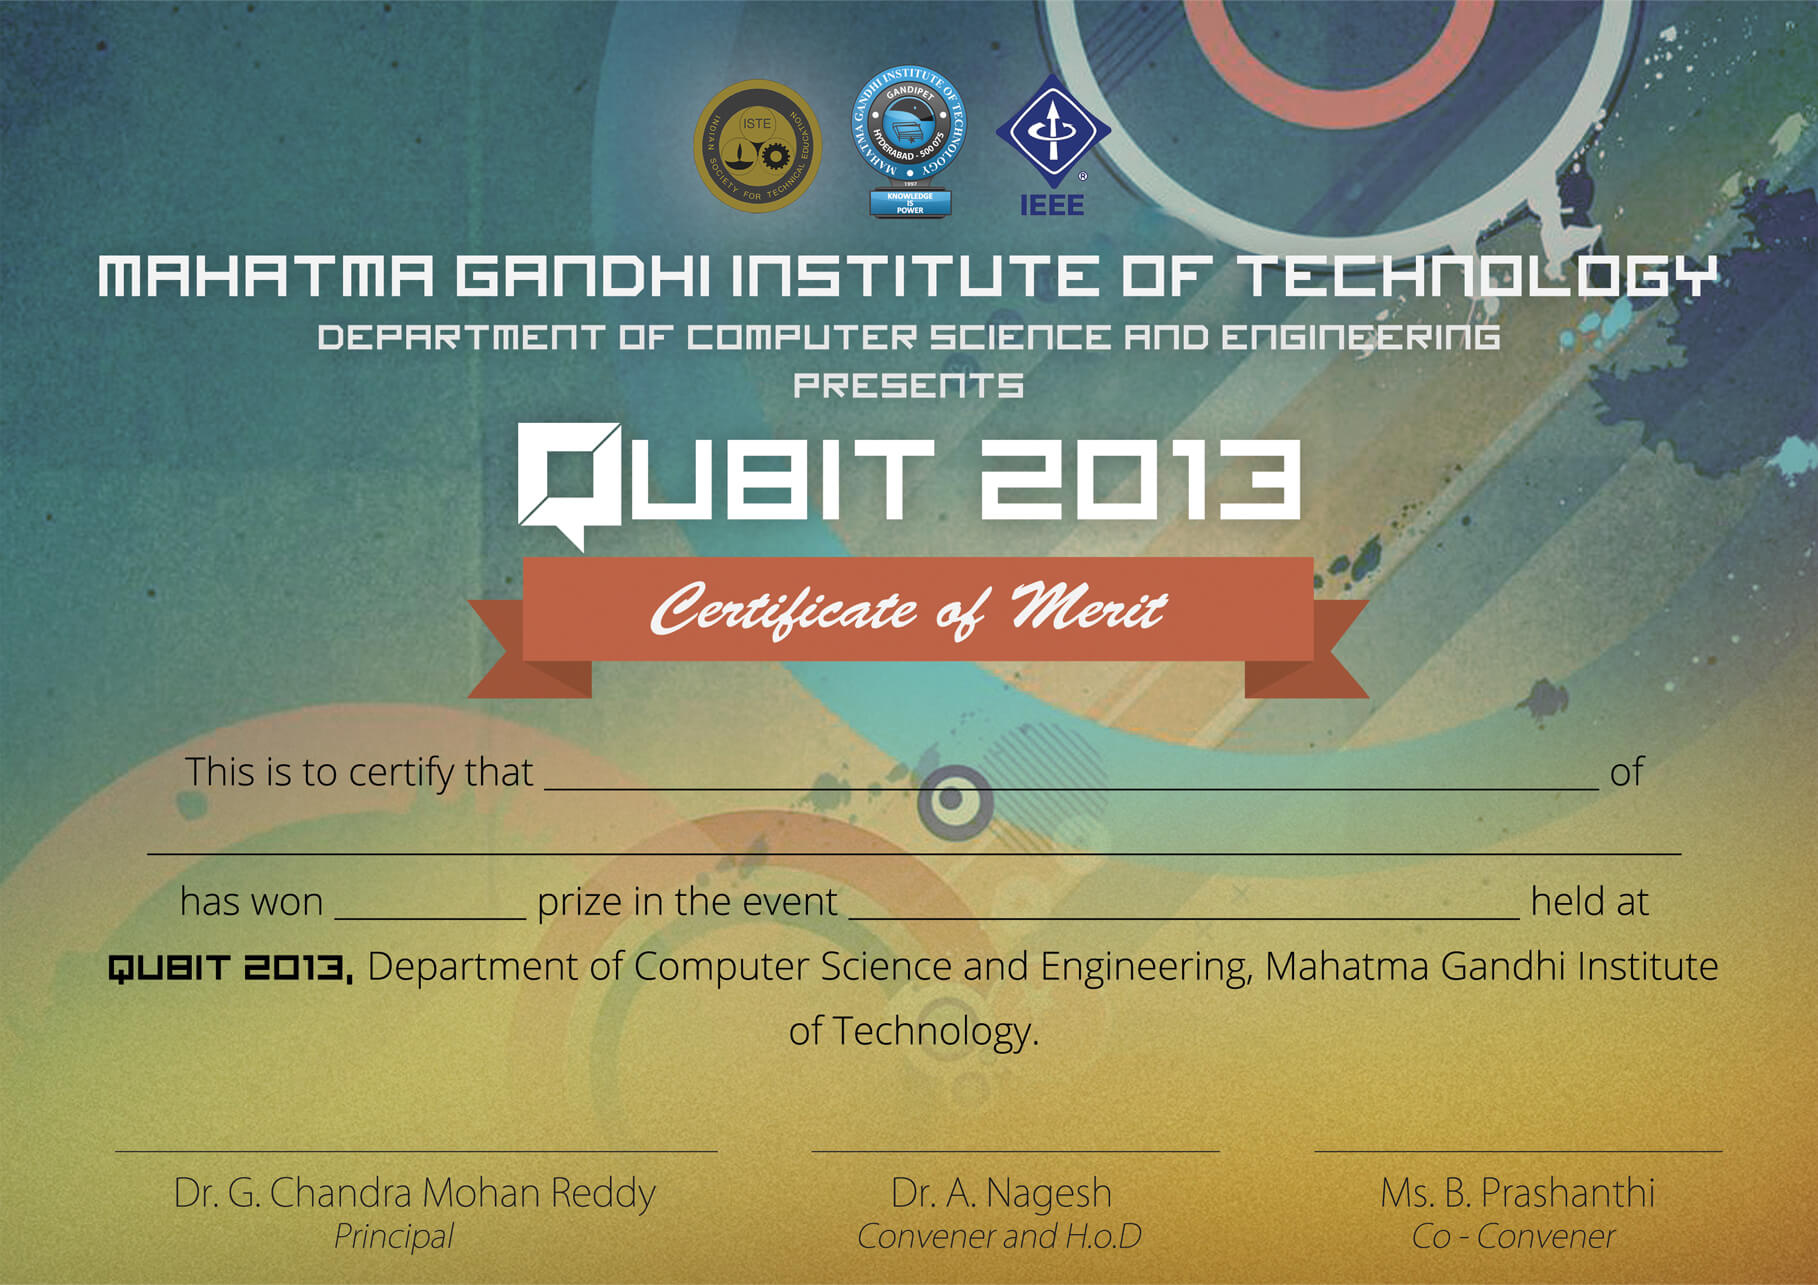 INDIAN SOCIETY FOR TECHNICAL EDUCATION
ISTE
MAHATMA GANDHI INSTITUTE OF TECHNOLOGY
GANDIPET
HYDERABAD - 500 075
1997
KNOWLEDGE
IS
POWER
®
IEEE
MAHATMA GANDHI INSTITUTE OF TECHNOLOGY
DEPARTMENT OF COMPUTER SCIENCE AND ENGINEERING
PRESENTS
QUBIT 2013
Certificate of Merit
This is to certify that ____ of
____
has won ____ prize in the event ____ held at
QUBIT 2013, Department of Computer Science and Engineering, Mahatma Gandhi Institute
of Technology.
Dr. G. Chandra Mohan Reddy
Principal
Dr. A. Nagesh
Convener and H.o.D
Ms. B. Prashanthi
Co - Convener